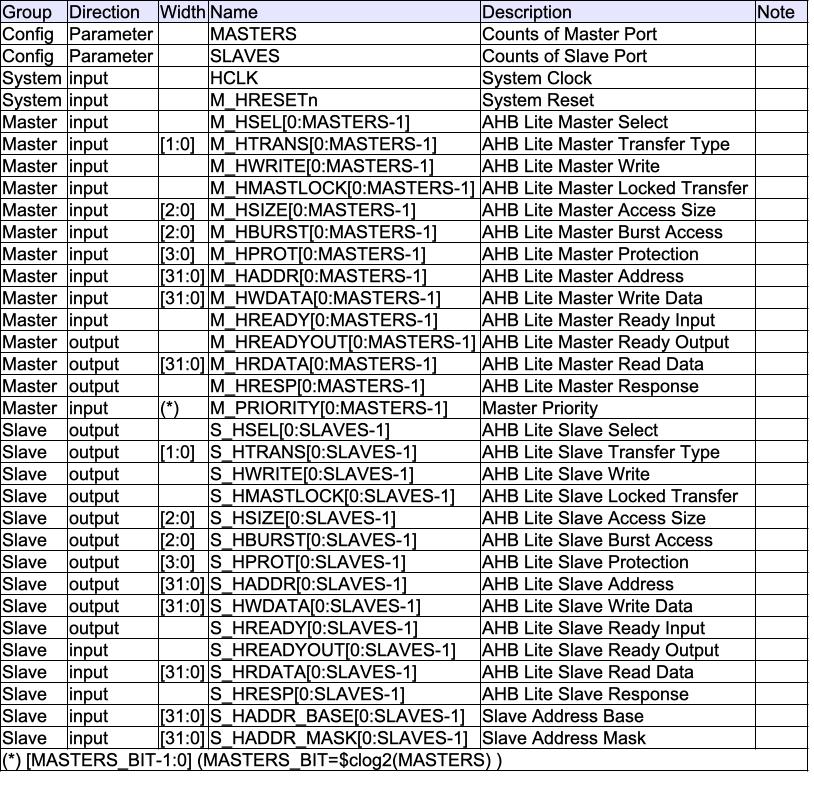 Group Direction Width Name Description Note
Config Parameter MASTERS Counts of Master Port
Config Parameter SLAVES Counts of Slave Port
System input HCLK System Clock
System input M_HRESETn System Reset
Master input M_HSEL[0:MASTERS-1] AHB Lite Master Select
Master input [1:0] M_HTRANS[0:MASTERS-1] AHB Lite Master Transfer Type
Master input M_HWRITE[0:MASTERS-1] AHB Lite Master Write
Master input M_HMASTLOCK[0:MASTERS-1] AHB Lite Master Locked Transfer
Master input [2:0] M_HSIZE[0:MASTERS-1] AHB Lite Master Access Size
Master input [2:0] M_HBURST[0:MASTERS-1] AHB Lite Master Burst Access
Master input [3:0] M_HPROT[0:MASTERS-1] AHB Lite Master Protection
Master input [31:0] M_HADDR[0:MASTERS-1] AHB Lite Master Address
Master input [31:0] M_HWDATA[0:MASTERS-1] AHB Lite Master Write Data
Master input M_HREADY[0:MASTERS-1] AHB Lite Master Ready Input
Master output M_HREADYOUT[0:MASTERS-1] AHB Lite Master Ready Output
Master output [31:0] M_HRDATA[0:MASTERS-1] AHB Lite Master Read Data
Master output M_HRESP[0:MASTERS-1] AHB Lite Master Response
Master input (*) M_PRIORITY[0:MASTERS-1] Master Priority
Slave output S_HSEL[0:SLAVES-1] AHB Lite Slave Select
Slave output [1:0] S_HTRANS[0:SLAVES-1] AHB Lite Slave Transfer Type
Slave output S_HWRITE[0:SLAVES-1] AHB Lite Slave Write
Slave output S_HMASTLOCK[0:SLAVES-1] AHB Lite Slave Locked Transfer
Slave output [2:0] S_HSIZE[0:SLAVES-1] AHB Lite Slave Access Size
Slave output [2:0] S_HBURST[0:SLAVES-1] AHB Lite Slave Burst Access
Slave output [3:0] S_HPROT[0:SLAVES-1] AHB Lite Slave Protection
Slave output [31:0] S_HADDR[0:SLAVES-1] AHB Lite Slave Address
Slave output [31:0] S_HWDATA[0:SLAVES-1] AHB Lite Slave Write Data
Slave output S_HREADY[0:SLAVES-1] AHB Lite Slave Ready Input
Slave input S_HREADYOUT[0:SLAVES-1] AHB Lite Slave Ready Output
Slave input [31:0] S_HRDATA[0:SLAVES-1] AHB Lite Slave Read Data
Slave input S_HRESP[0:SLAVES-1] AHB Lite Slave Response
Slave input [31:0] S_HADDR_BASE[0:SLAVES-1] Slave Address Base
Slave input [31:0] S_HADDR_MASK[0:SLAVES-1] Slave Address Mask
(*) [MASTERS_BIT-1:0] (MASTERS_BIT=$clog2(MASTERS) )